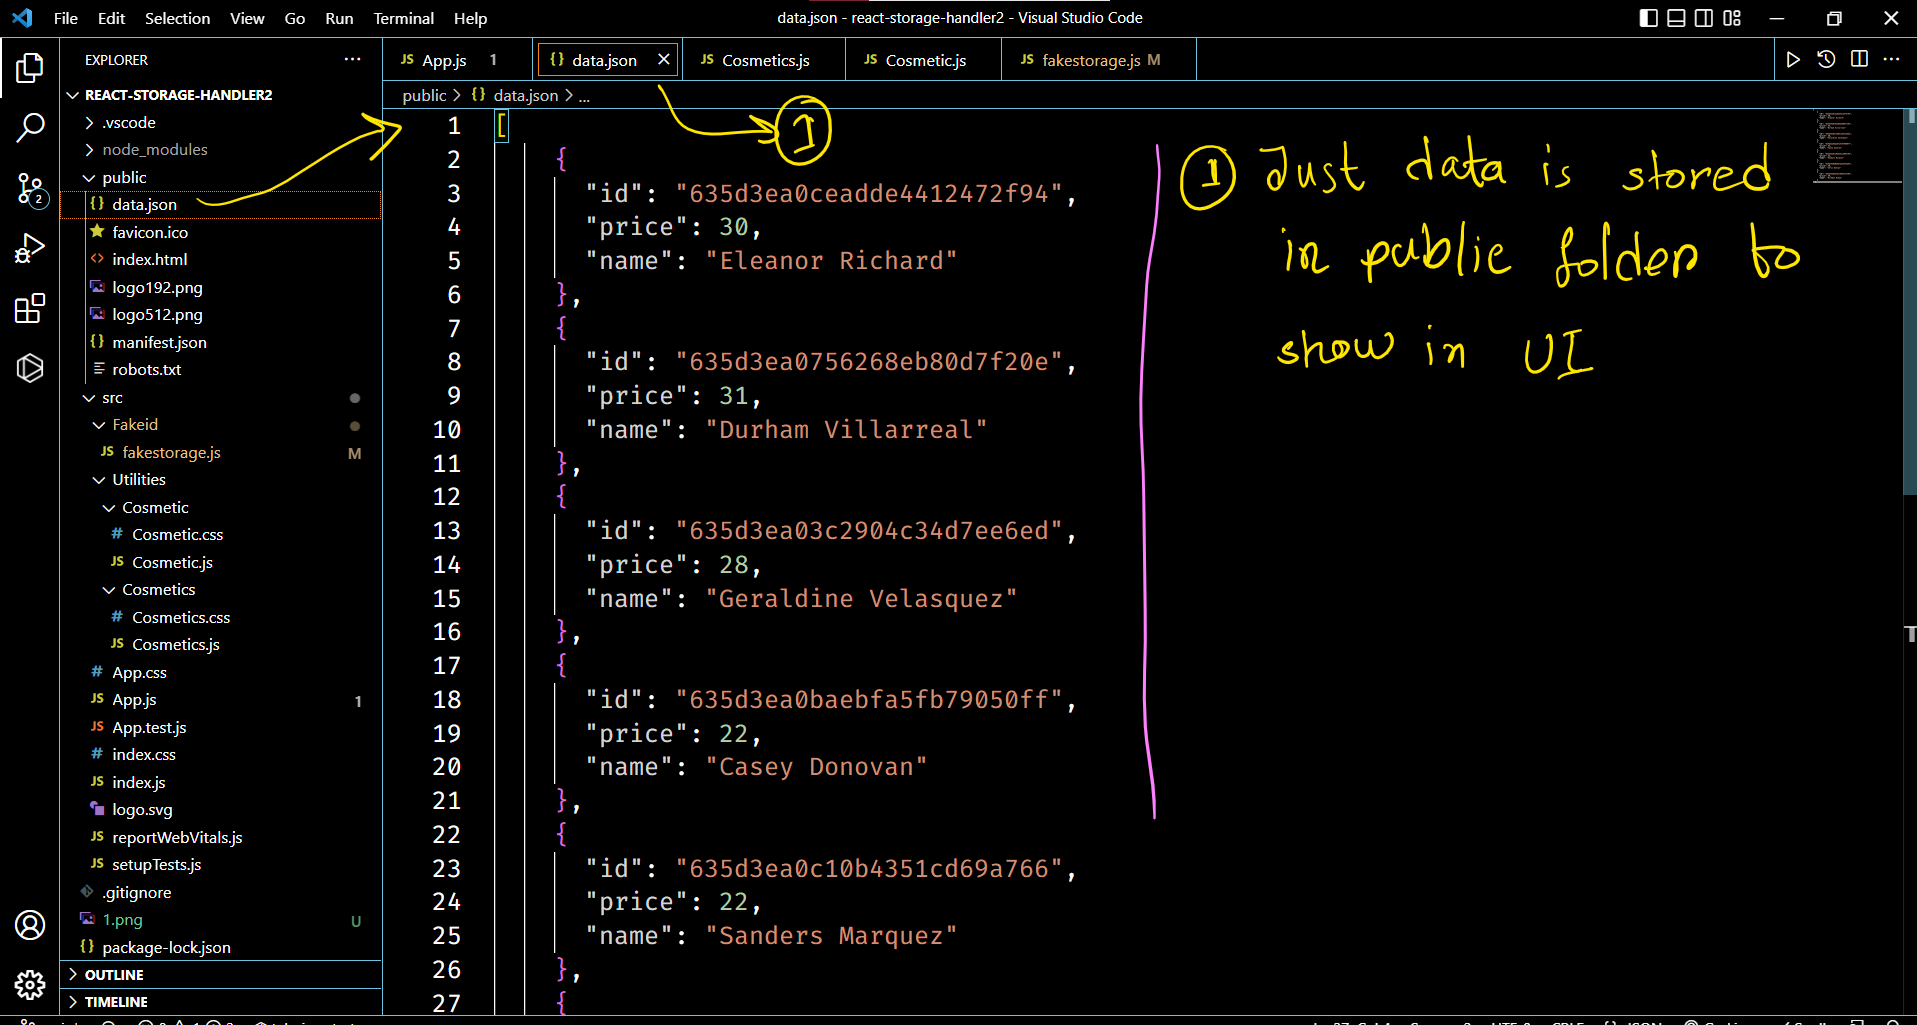 File Edit Selection View Go Run Terminal Help data.json - react-storage-handler2 - Visual Studio Code
EXPLORER ...
JS App.js 1 {} data.json × JS Cosmetics.js JS Cosmetic.js JS fakestorage.js M
public > {} data.json > ...
REACT-STORAGE-HANDLER2
.vscode
node_modules
public
{} data.json
favicon.ico
<> index.html
logo192.png
logo512.png
{} manifest.json
robots.txt
src
Fakeid
JS fakestorage.js M
Utilities
Cosmetic
# Cosmetic.css
JS Cosmetic.js
Cosmetics
# Cosmetics.css
JS Cosmetics.js
# App.css
JS App.js 1
JS App.test.js
# index.css
JS index.js
logo.svg
JS reportWebVitals.js
JS setupTests.js
.gitignore
1.png U
{} package-lock.json
OUTLINE
TIMELINE
2
1 [
2 {
3 "id": "635d3ea0ceadde4412472f94",
4 "price": 30,
5 "name": "Eleanor Richard"
6 },
7 {
8 "id": "635d3ea0756268eb80d7f20e",
9 "price": 31,
10 "name": "Durham Villarreal"
11 },
12 {
13 "id": "635d3ea03c2904c34d7ee6ed",
14 "price": 28,
15 "name": "Geraldine Velasquez"
16 },
17 {
18 "id": "635d3ea0baebfa5fb79050ff",
19 "price": 22,
20 "name": "Casey Donovan"
21 },
22 {
23 "id": "635d3ea0c10b4351cd69a766",
24 "price": 22,
25 "name": "Sanders Marquez"
26 },
27 {
1
1 Just data is stored
in public folder to
show in UI